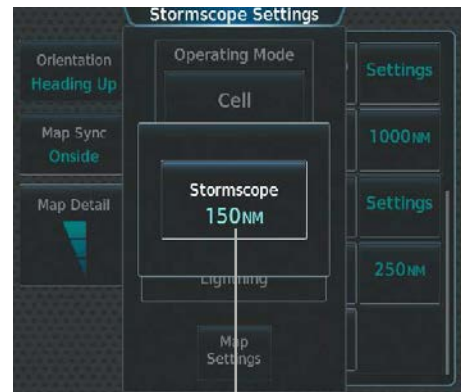 Stormscope Settings
Orientation
Heading Up
Map Sync
Onside
Map Detail
Operating Mode
Cell
Stormscope
150NM
Lightning
Map
Settings
Settings
1000NM
Settings
250NM